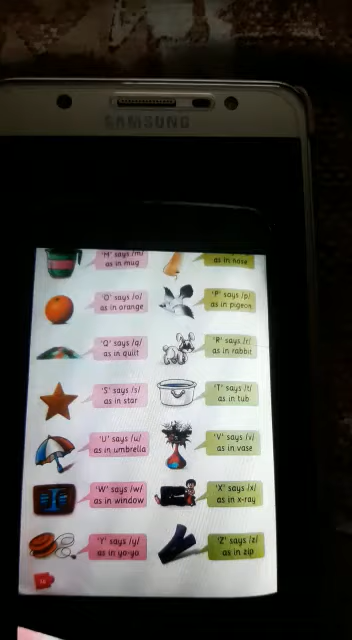 SAMSUNG
'M' says /m/
as in mug
as in nose
'O' says /o/
as in orange
'P' says /p/
as in pigeon
'Q' says /q/
as in quilt
'R' says /r/
as in rabbit
'S' says /s/
as in star
'T' says /t/
as in tub
'U' says /u/
as in umbrella
'V' says /v/
as in vase
'W' says /w/
as in window
'X' says /x/
as in x-ray
'Y' says /y/
as in yo-yo
'Z' says /z/
as in zip
16